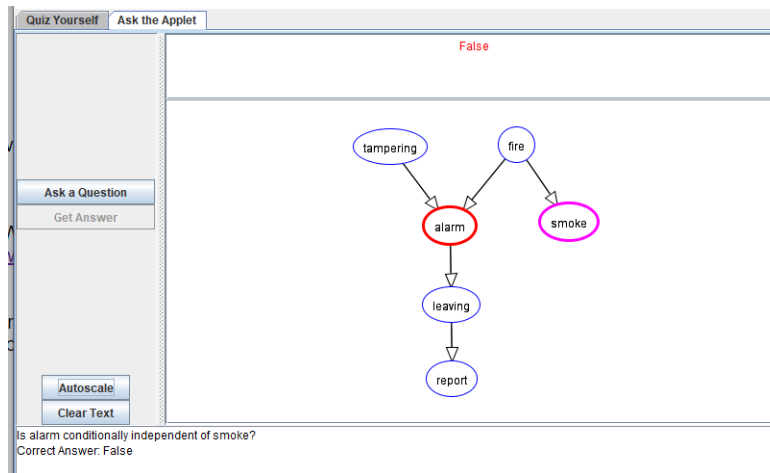 Quiz Yourself
Ask the Applet
False
tampering
fire
Ask a Question
Get Answer
alarm
smoke
leaving
report
Autoscale
Clear Text
Is alarm conditionally independent of smoke?
Correct Answer: False